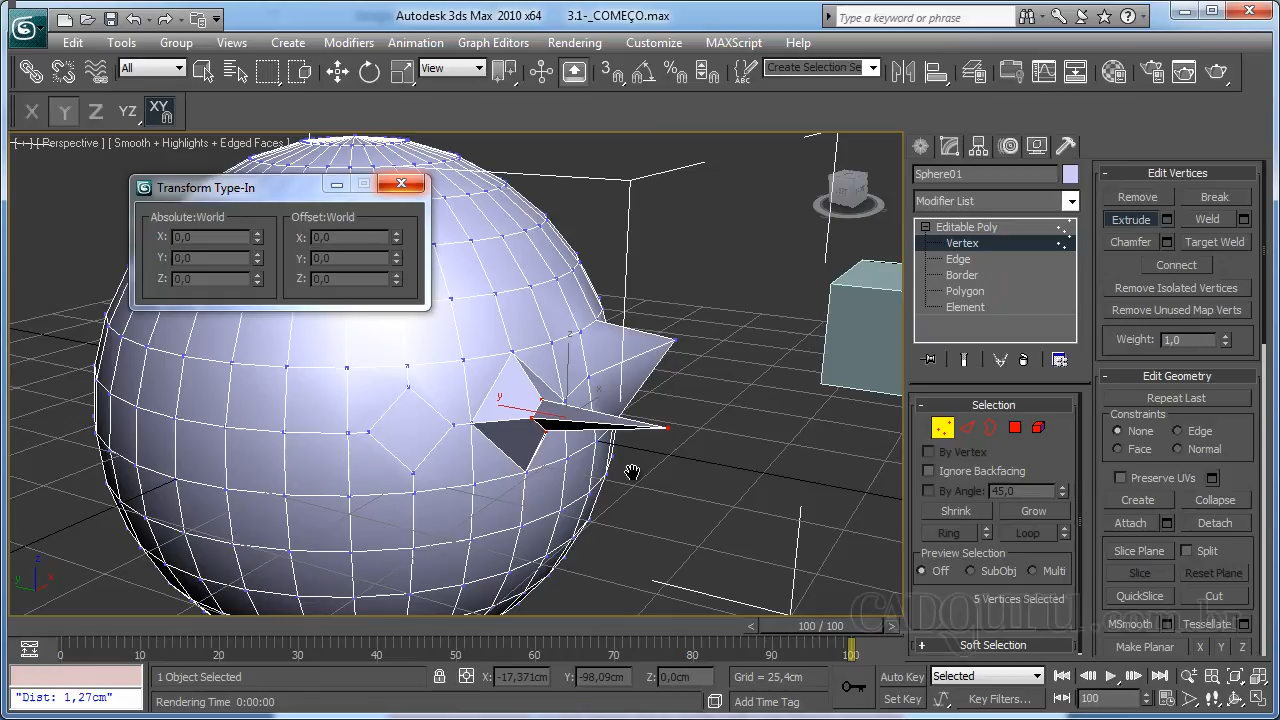 Autodesk 3ds Max 2010 x64
3.1-_COMEÇO.max
Type a keyword or phrase
Edit
Tools
Group
Views
Create
Modifiers
Animation
Graph Editors
Rendering
Customize
MAXScript
Help
All
View
Create Selection Se
X
Y
Z
YZ
XY
[ + ] [ Perspective ] [ Smooth + Highlights + Edged Faces ]
Transform Type-In
Absolute:World
X: 0,0
Y: 0,0
Z: 0,0
Offset:World
X: 0,0
Y: 0,0
Z: 0,0
z
x
y
z
x
y
Sphere01
Modifier List
Editable Poly
Vertex
Edge
Border
Polygon
Element
Selection
By Vertex
Ignore Backfacing
By Angle: 45,0
Shrink
Grow
Ring
Loop
Preview Selection
Off
SubObj
Multi
5 Vertices Selected
Soft Selection
Edit Vertices
Remove
Break
Extrude
Weld
Chamfer
Target Weld
Connect
Remove Isolated Vertices
Remove Unused Map Verts
Weight: 1,0
Edit Geometry
Repeat Last
Constraints
None
Edge
Face
Normal
Preserve UVs
Create
Collapse
Attach
Detach
Slice Plane
Split
Slice
Reset Plane
QuickSlice
Cut
MSmooth
Tessellate
Make Planar
X
Y
Z
100 / 100
0
10
20
30
40
50
60
70
80
90
100
"Dist: 1,27cm"
1 Object Selected
X: -17,371cm
Y: -98,09cm
Z: 0,0cm
Grid = 25,4cm
Rendering Time 0:00:00
Add Time Tag
Auto Key
Selected
Set Key
Key Filters...
100